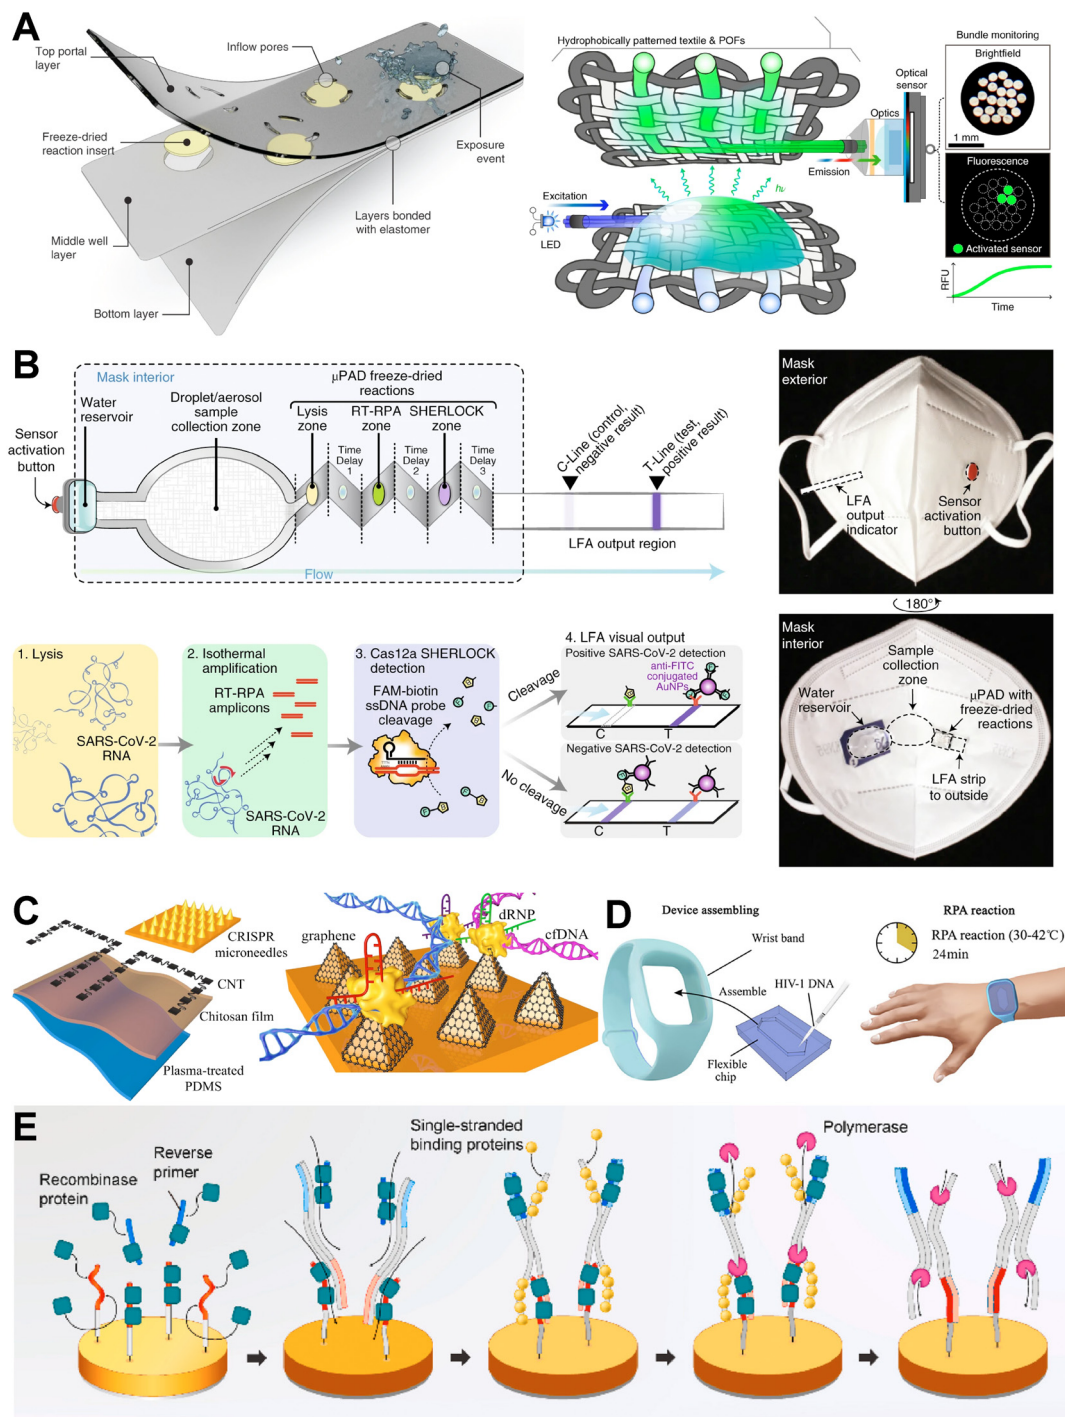 A
Top portal
layer
Inflow pores
Freeze-dried
reaction insert
Exposure
event
Layers bonded
with elastomer
Middle well
layer
Bottom layer
Hydrophobically patterned textile & POFs
Optical
sensor
Optics
Emission
Excitation
LED
hν
Bundle monitoring
Brightfield
1 mm
Fluorescence
Activated sensor
RFU
Time
B
Mask interior
Water
reservoir
Sensor
activation
button
Droplet/aerosol
sample
collection zone
μPAD freeze-dried
reactions
Lysis
zone
RT-RPA
zone
SHERLOCK
zone
Time
Delay
1
Time
Delay
2
Time
Delay
3
C-Line (control,
negative result)
T-Line (test,
positive result)
LFA output region
Flow
Mask
exterior
LFA
output
indicator
Sensor
activation
button
180°
Mask
interior
Sample
collection
zone
Water
reservoir
μPAD with
freeze-dried
reactions
LFA strip
to outside
1. Lysis
SARS-CoV-2
RNA
2. Isothermal
amplification
RT-RPA
amplicons
SARS-CoV-2
RNA
3. Cas12a SHERLOCK
detection
FAM-biotin
ssDNA probe
cleavage
Cleavage
No cleavage
4. LFA visual output
Positive SARS-CoV-2 detection
anti-FITC
conjugated
AuNPs
C
T
Negative SARS-CoV-2 detection
C
T
C
CRISPR
microneedles
CNT
Chitosan film
Plasma-treated
PDMS
graphene
dRNP
cfDNA
D
Device assembling
Wrist band
Assemble
HIV-I DNA
Flexible
chip
RPA reaction
RPA reaction (30-42℃)
24min
E
Recombinase
protein
Reverse
primer
Single-stranded
binding proteins
Polymerase